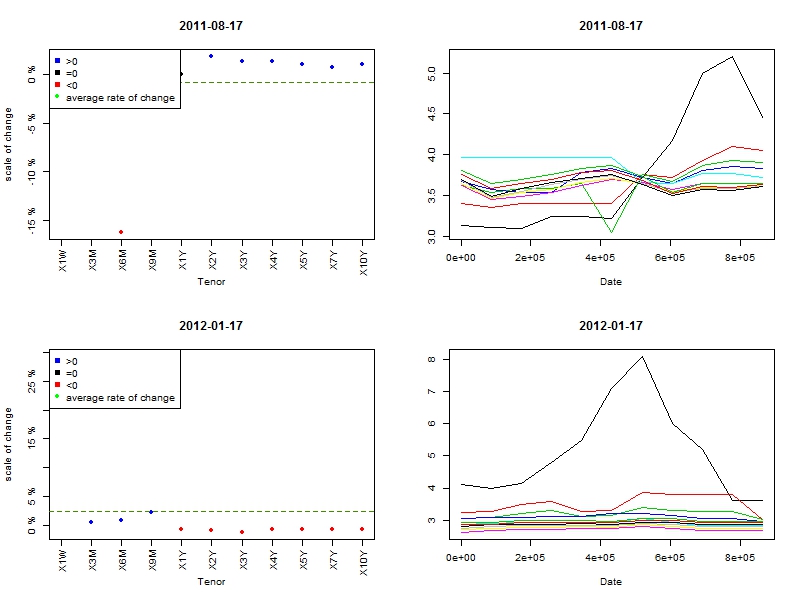 2011-08-17
>0
=0
<0
average rate of change
scale of change
0 %
-5 %
-10 %
-15 %
X1W
X3M
X6M
X9M
X1Y
X2Y
X3Y
X4Y
X5Y
X7Y
X10Y
Tenor
2011-08-17
5.0
4.5
4.0
3.5
3.0
0e+00
2e+05
4e+05
6e+05
8e+05
Date
2012-01-17
>0
=0
<0
average rate of change
scale of change
25 %
15 %
5 %
0 %
X1W
X3M
X6M
X9M
X1Y
X2Y
X3Y
X4Y
X5Y
X7Y
X10Y
Tenor
2012-01-17
8
7
6
5
4
3
0e+00
2e+05
4e+05
6e+05
8e+05
Date